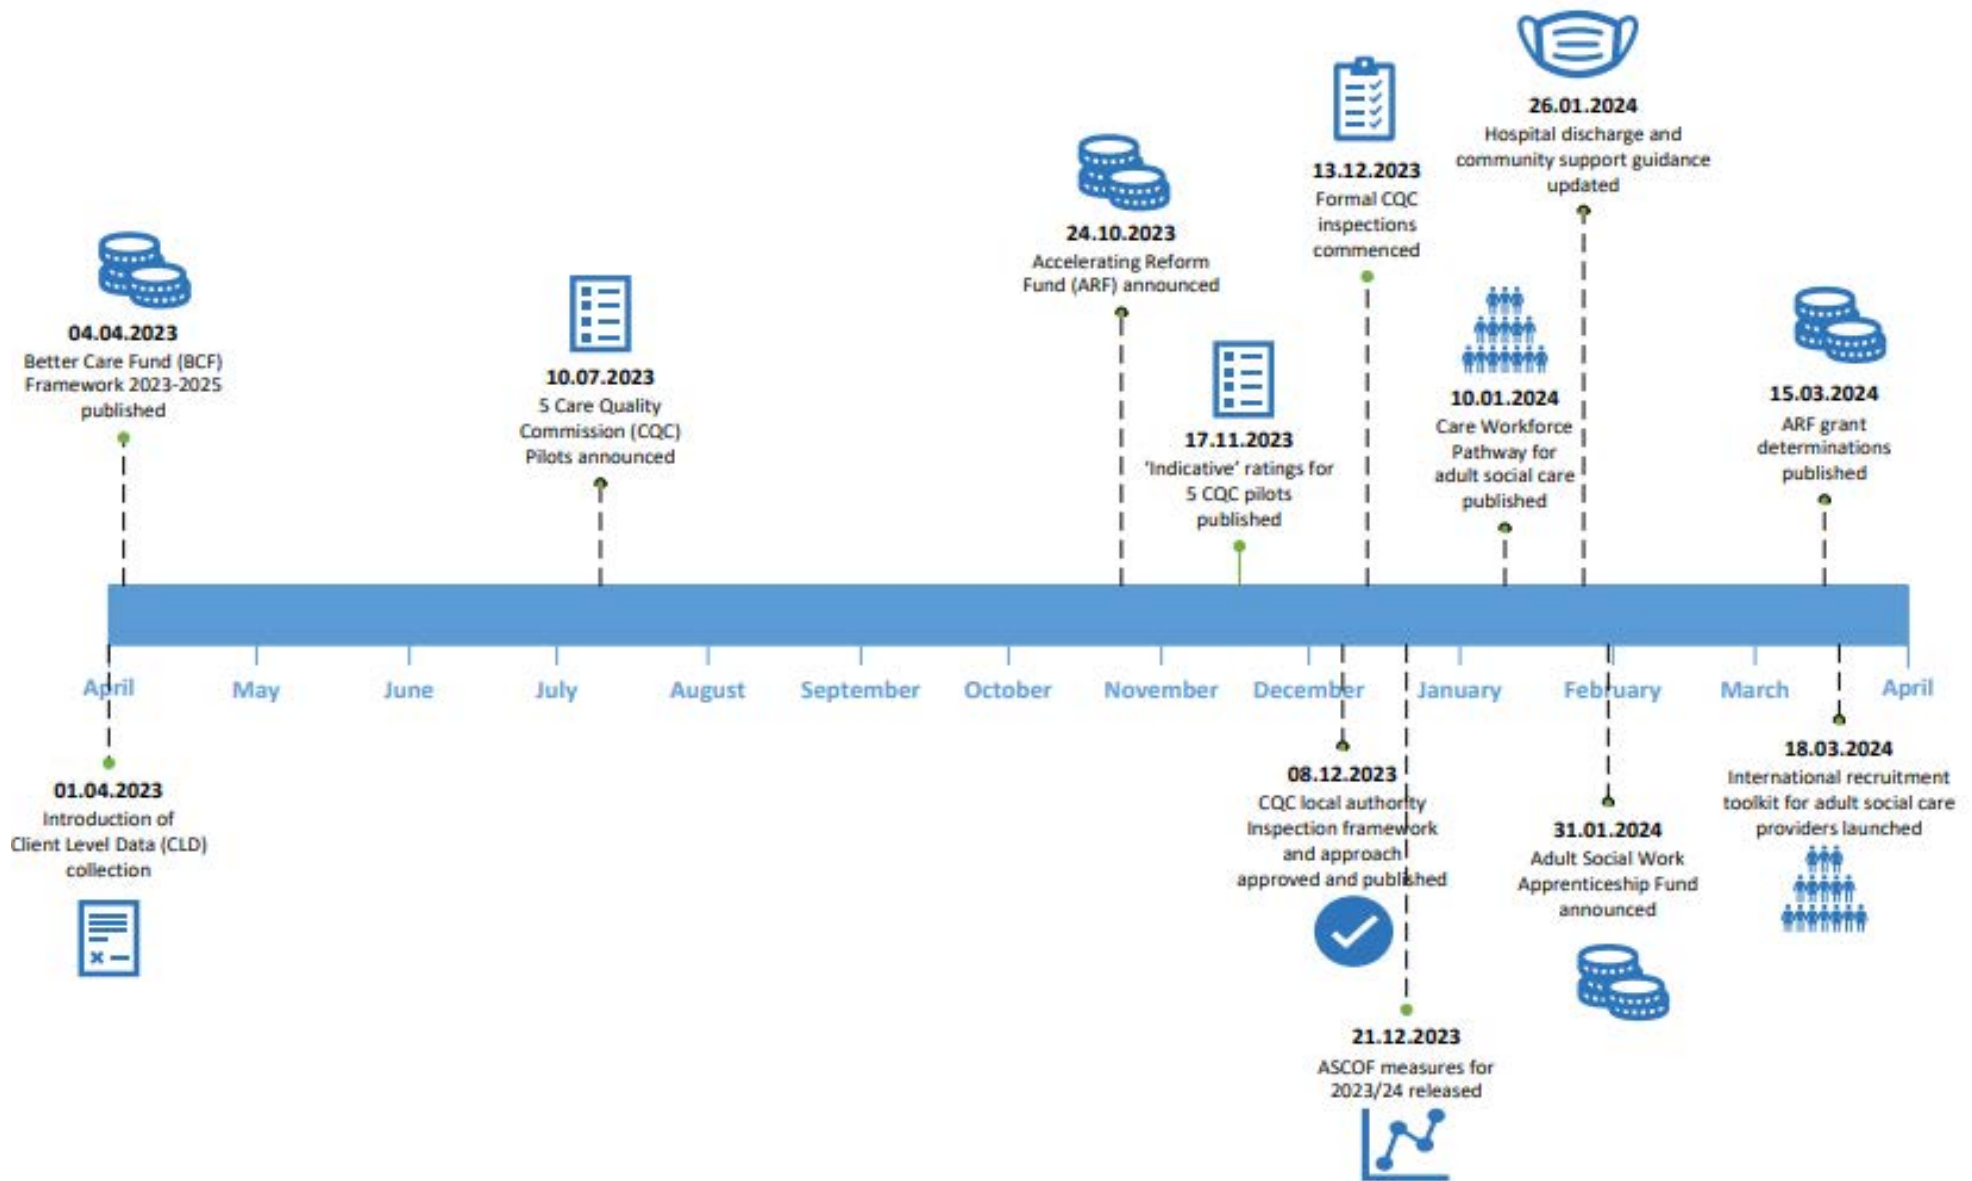 26.01.2024
Hospital discharge and
community support guidance
updated
13.12.2023
Formal CQC
inspections
commenced
24.10.2023
Accelerating Reform
Fund (ARF) announced
04.04.2023
Better Care Fund (BCF)
Framework 2023-2025
published
10.07.2023
5 Care Quality
Commission (CQC)
Pilots announced
17.11.2023
‘Indicative’ ratings for
5 CQC pilots
published
10.01.2024
Care Workforce
Pathway for
adult social care
published
15.03.2024
ARF grant
determinations
published
April
May
June
July
August
September
October
November
December
January
February
March
April
01.04.2023
Introduction of
Client Level Data (CLD)
collection
08.12.2023
CQC local authority
Inspection framework
and approach
approved and published
21.12.2023
ASCOF measures for
2023/24 released
31.01.2024
Adult Social Work
Apprenticeship Fund
announced
18.03.2024
International recruitment
toolkit for adult social care
providers launched